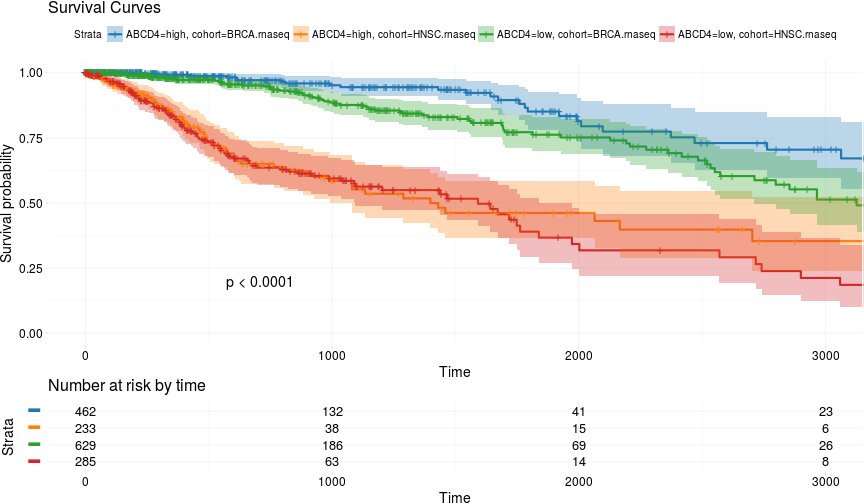 Survival Curves
Strata ABCD4=high, cohort=BRCA.rnaseq ABCD4=high, cohort=HNSC.rnaseq ABCD4=low, cohort=BRCA.rnaseq ABCD4=low, cohort=HNSC.rnaseq
Survival probability
1.00
0.75
0.50
0.25
0.00
p < 0.0001
0 1000 2000 3000
Time
Number at risk by time
Strata
462 132 41 23
233 38 15 6
629 186 69 26
285 63 14 8
0 1000 2000 3000
Time